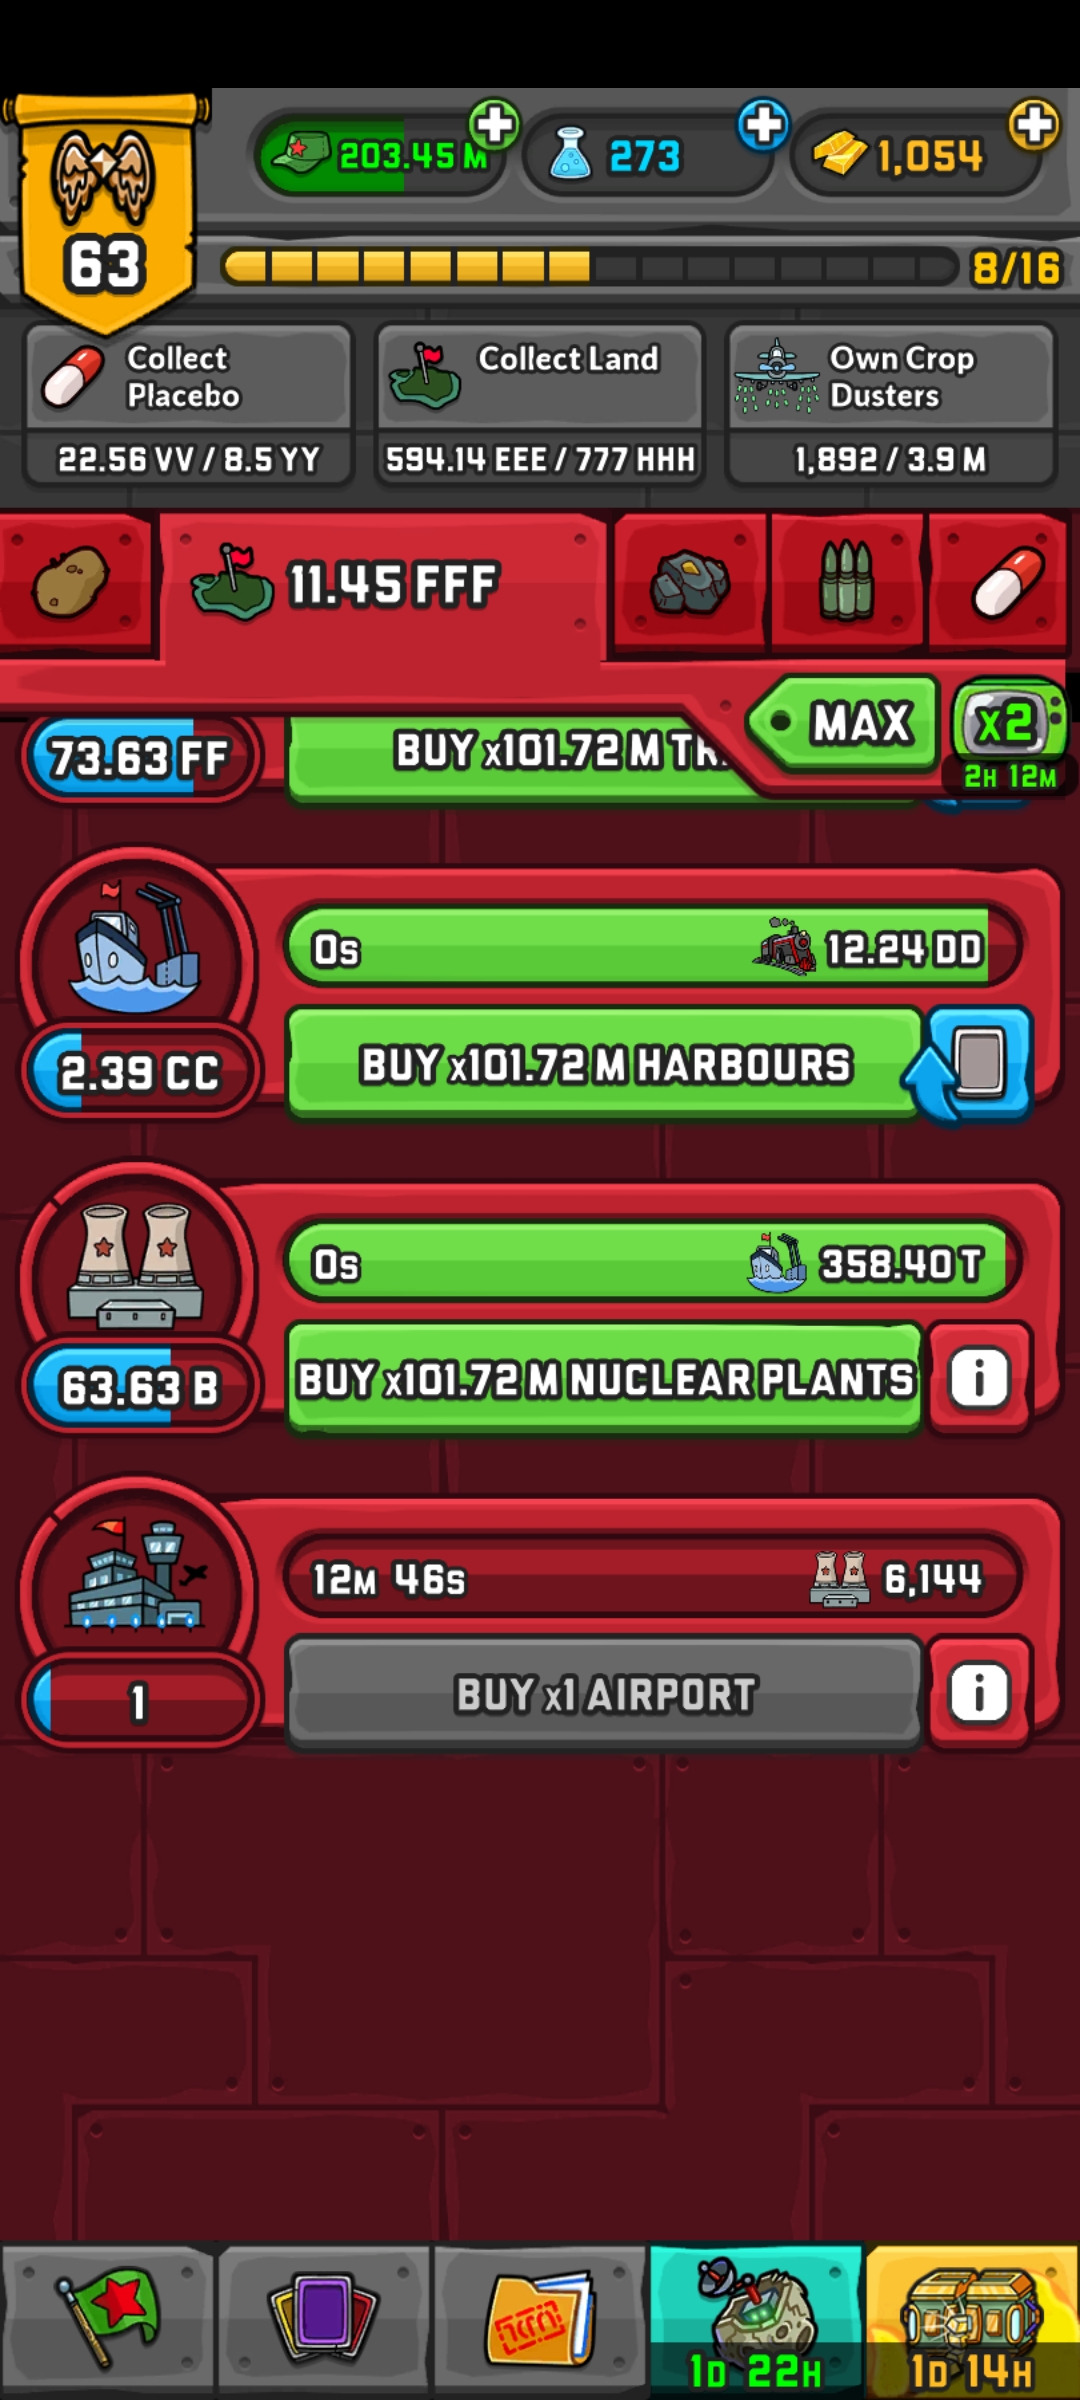 203.45 M
273
1,054
63
8/16
Collect
Placebo
22.56 VV / 8.5 YY
Collect Land
594.14 EEE / 777 HHH
Own Crop
Dusters
1,892 / 3.9 M
11.45 FFF
MAX
X2
2H 12M
73.63 FF
BUY x101.72 M TR
0s
12.24 DD
2.39 CC
BUY x101.72 M HARBOURS
0s
358.40 T
63.63 B
BUY x101.72 M NUCLEAR PLANTS
i
12M 46s
6,144
1
BUY x1 AIRPORT
i
1D 22H
1D 14H